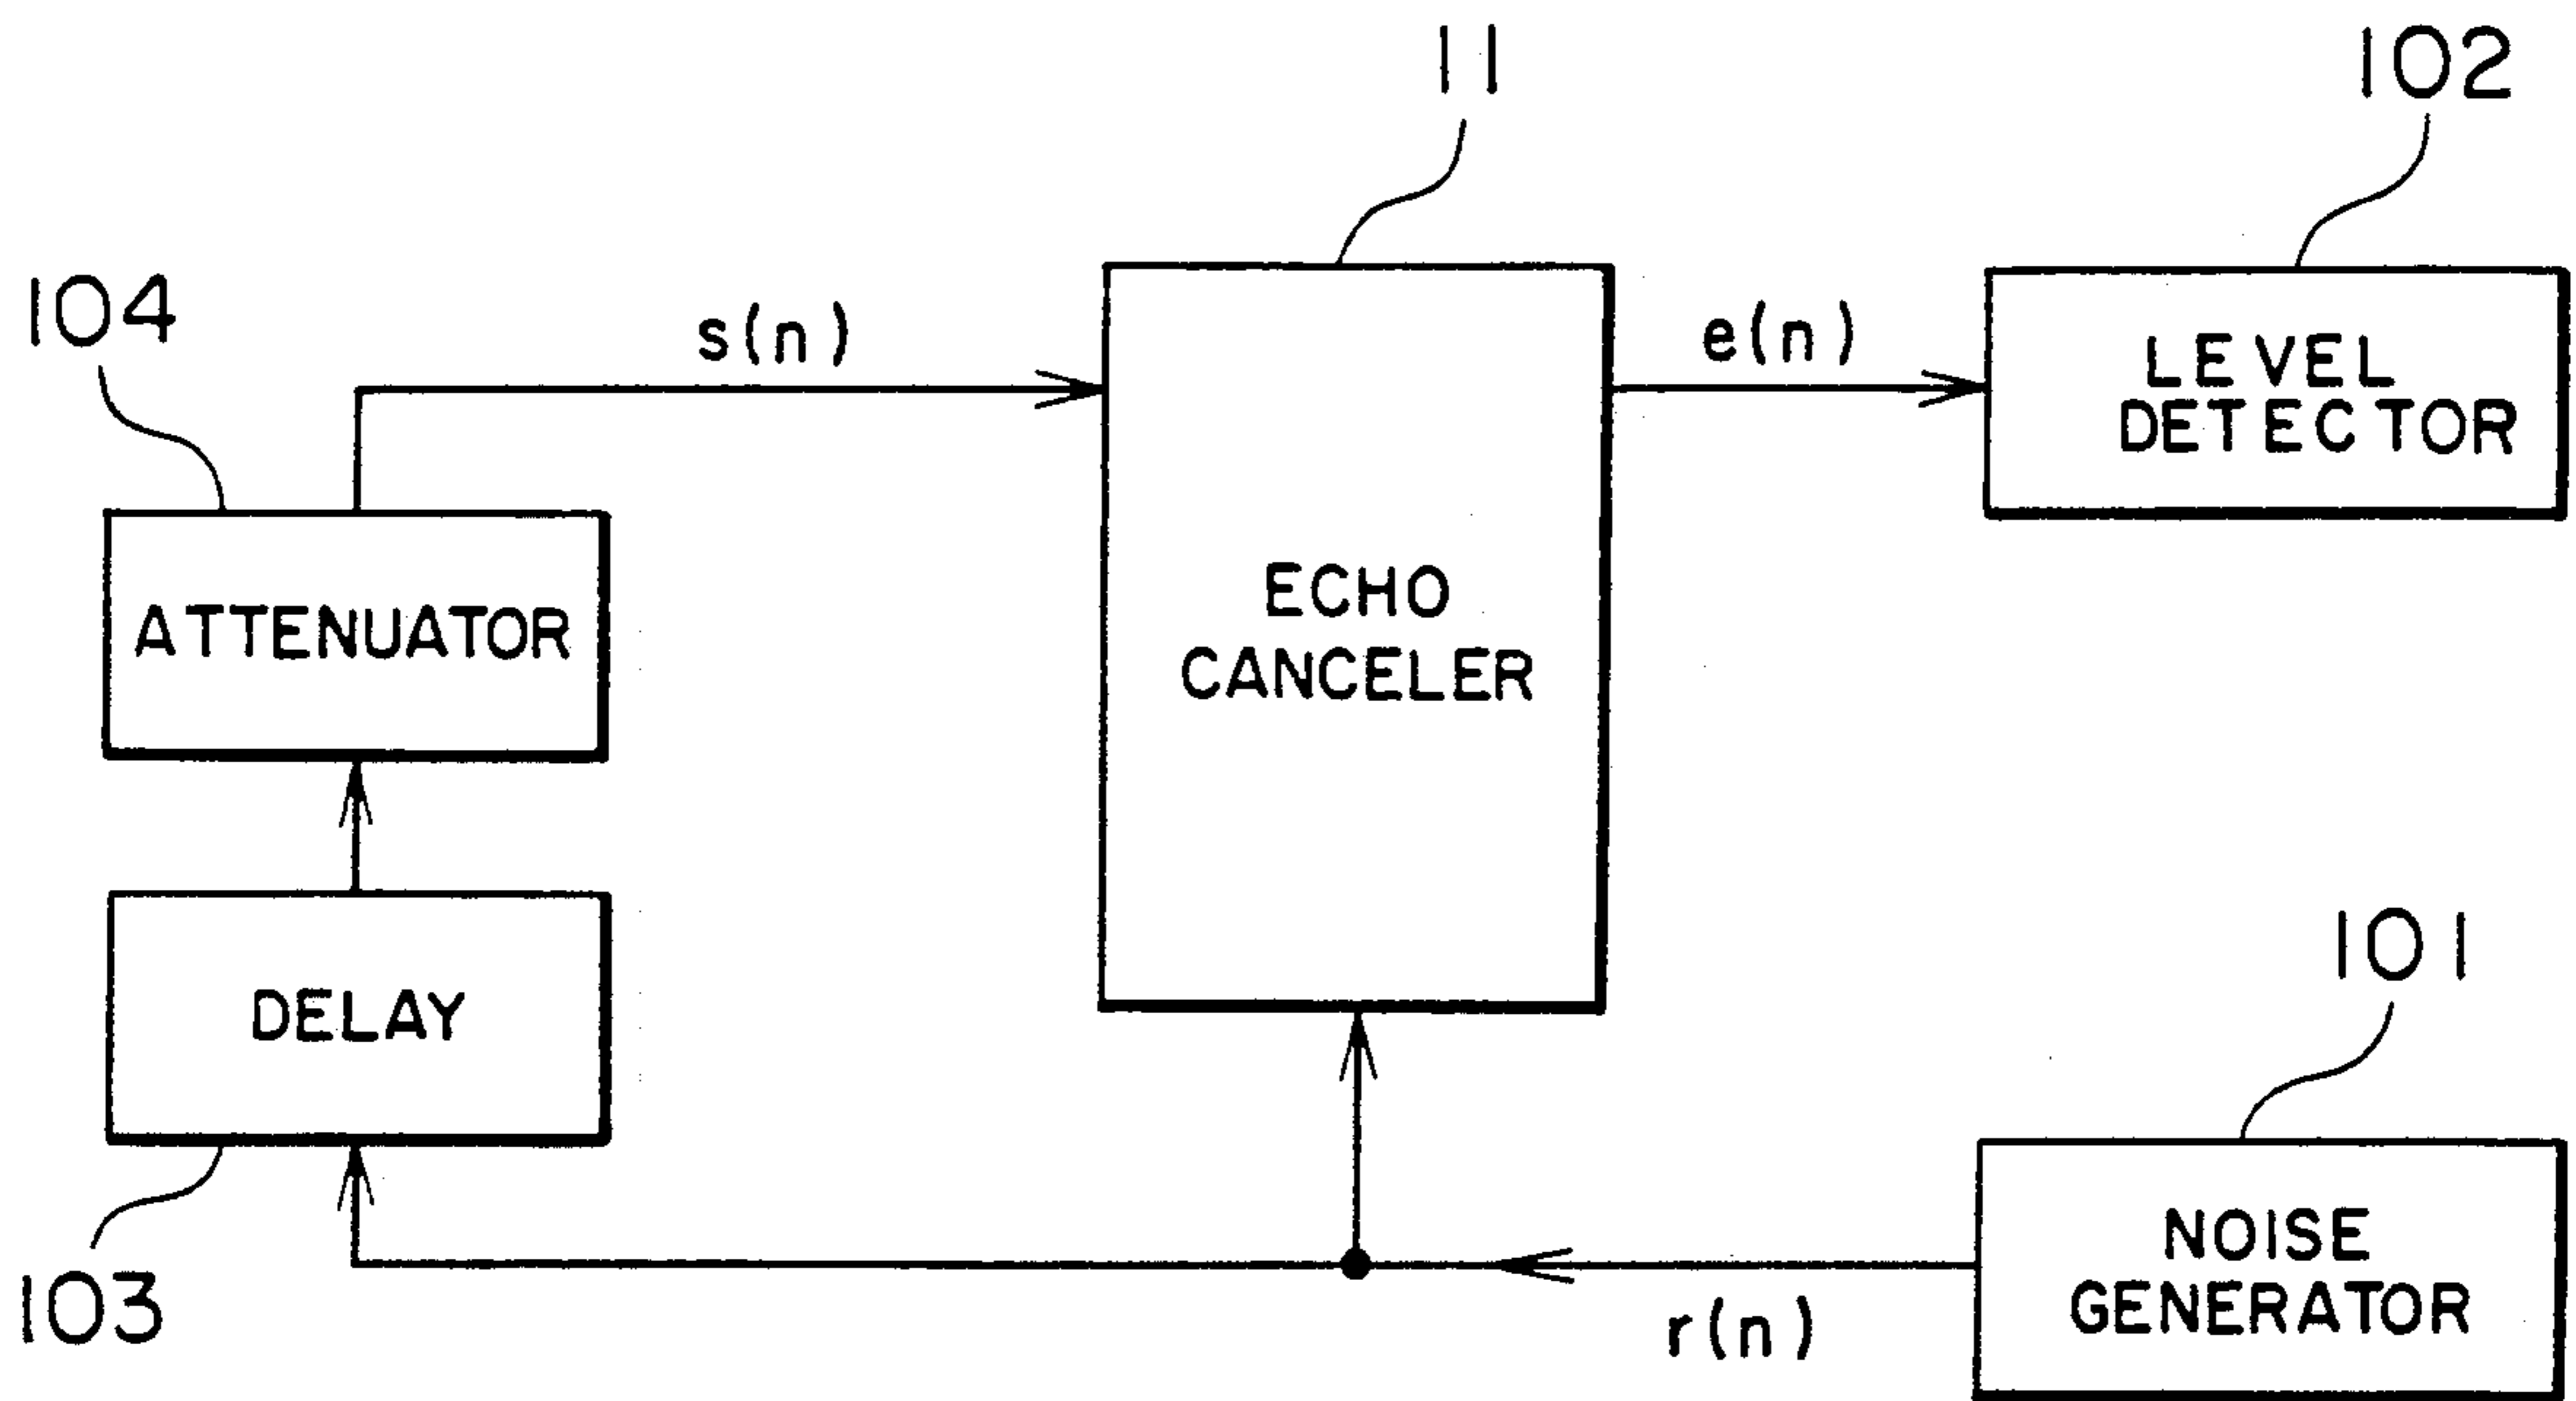 11
102
104
s(n)
e(n)
LEVEL
DETECTOR
ECHO
CANCELER
ATTENUATOR
DELAY
101
103
r(n)
NOISE
GENERATOR